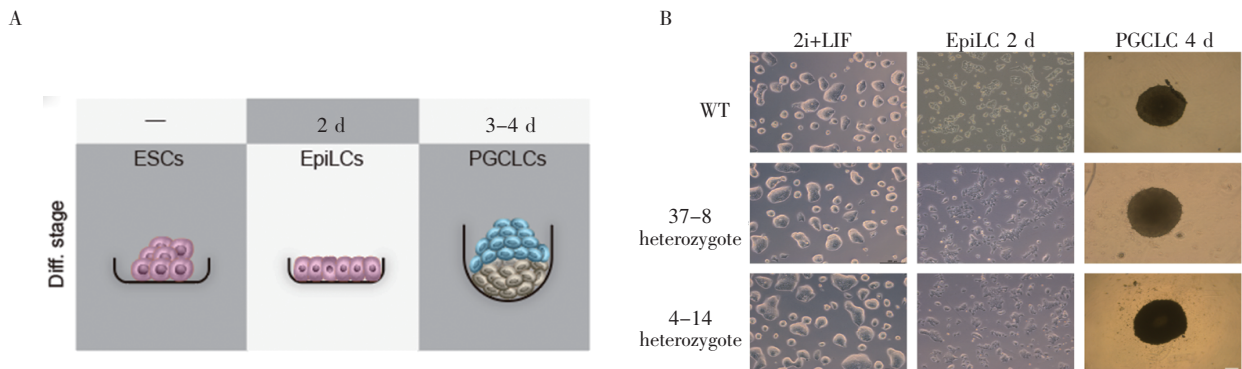 A
—
2 d
3–4 d
ESCs
EpiLCs
PGCLCs
Diff. stage
B
2i+LIF
EpiLC 2 d
PGCLC 4 d
WT
37–8
heterozygote
4–14
heterozygote